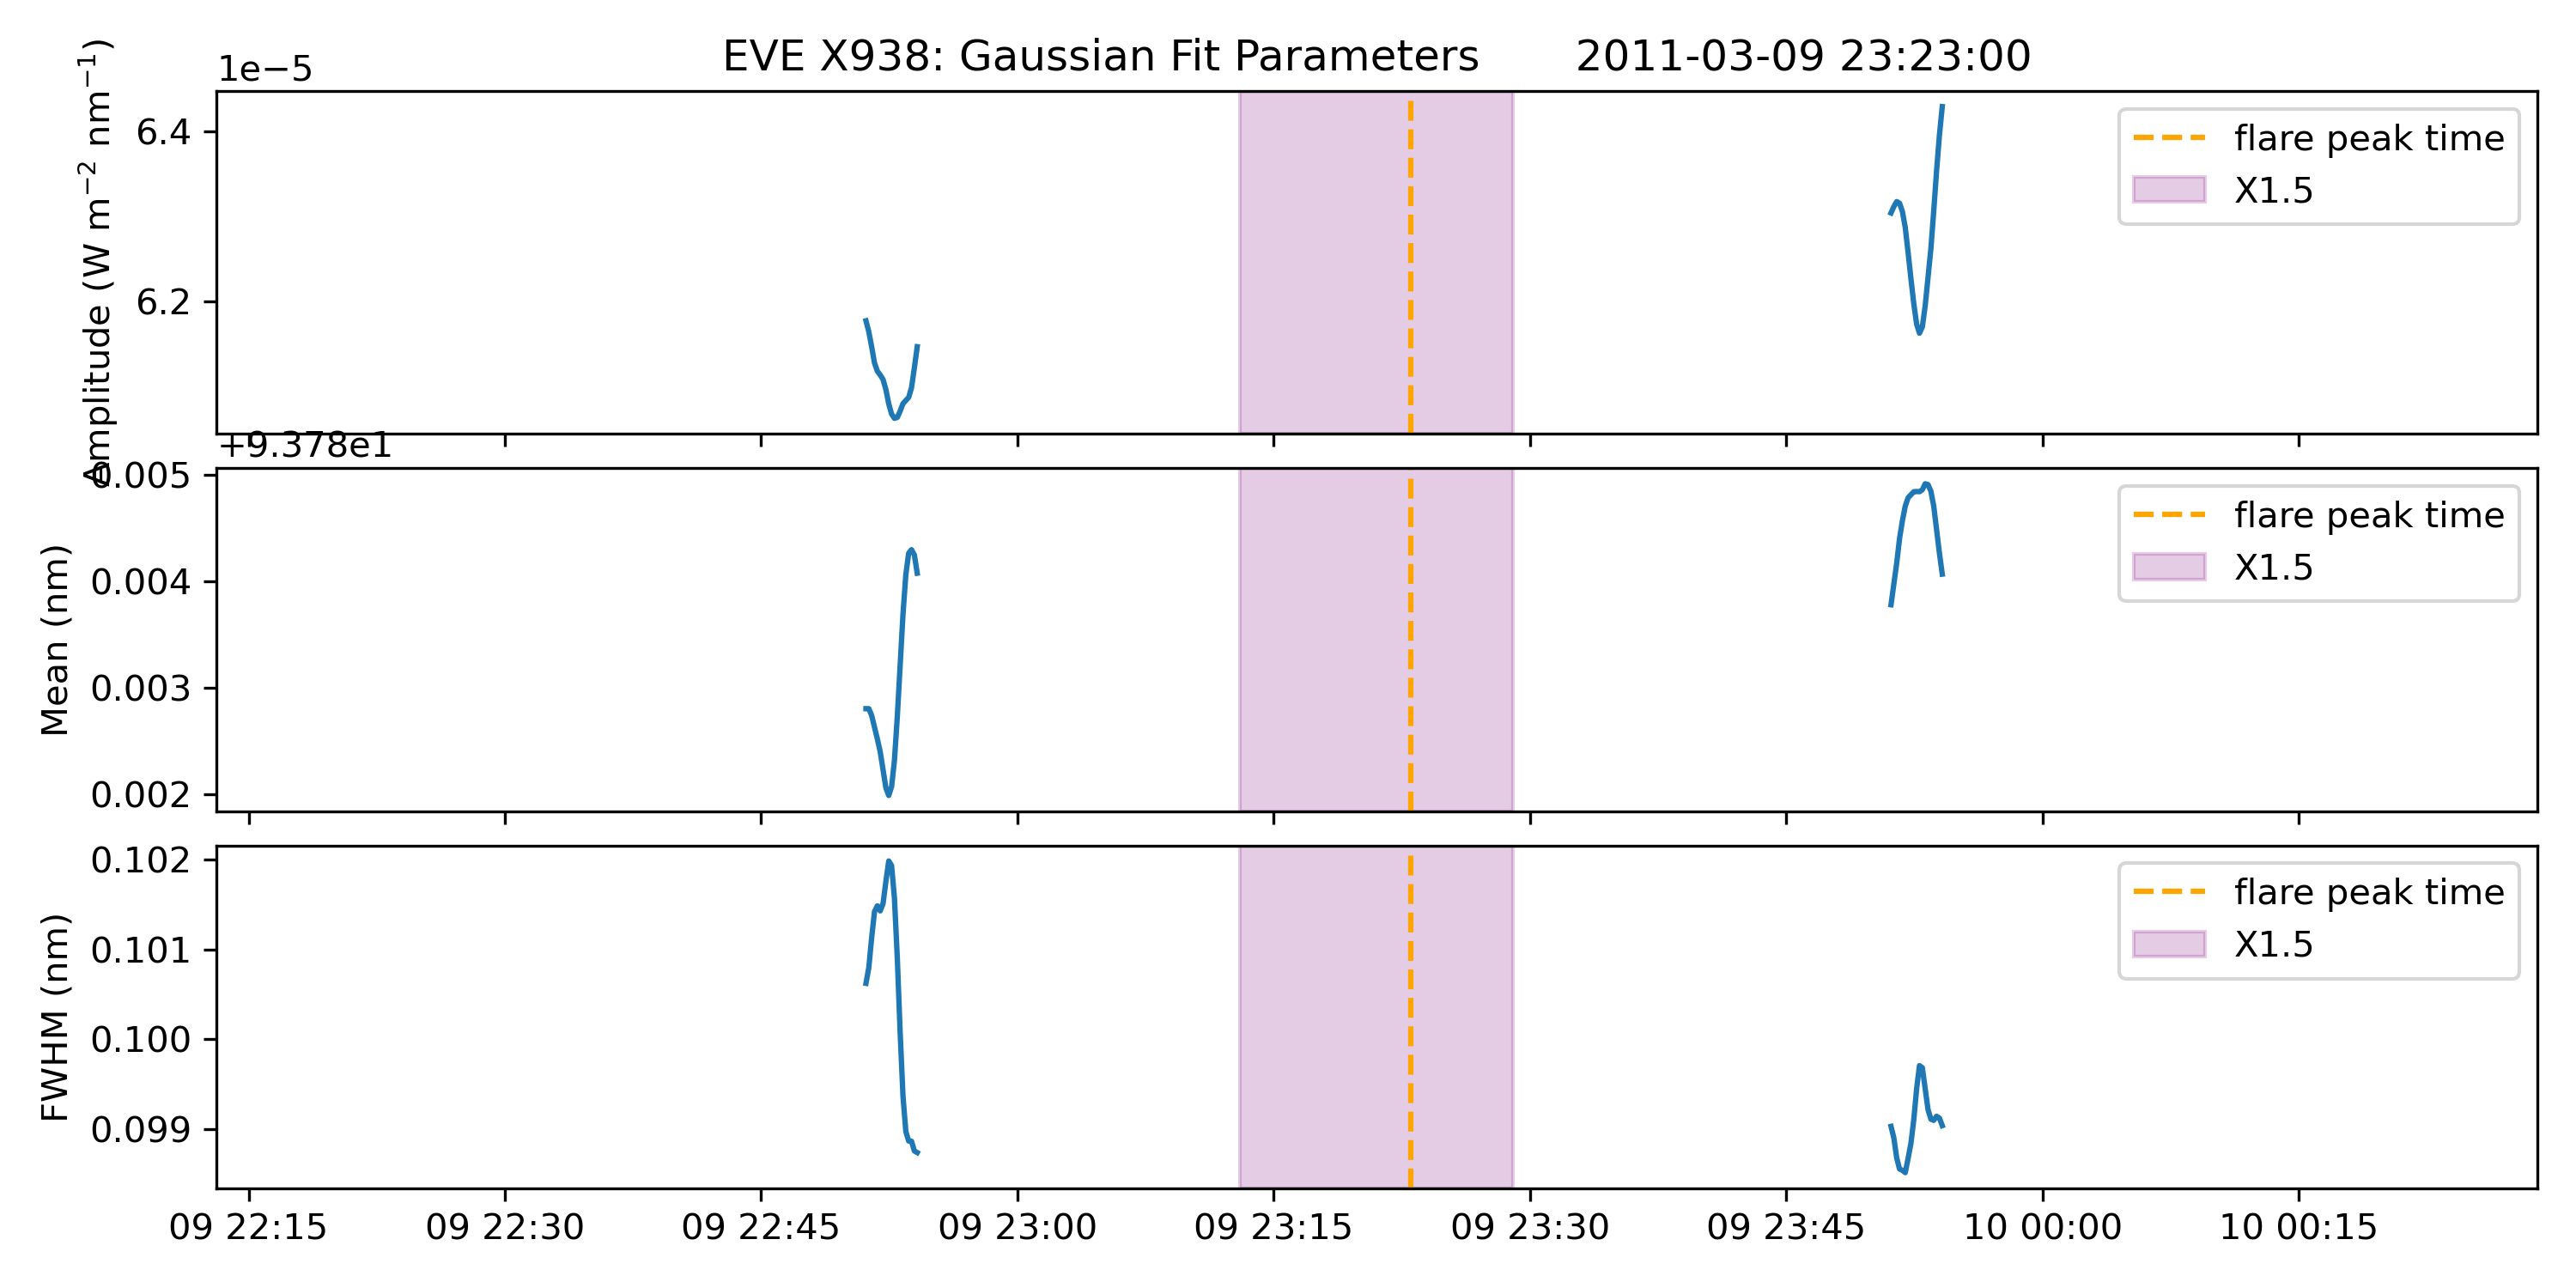 EVE X938: Gaussian Fit Parameters 2011-03-09 23:23:00
1e−5
Amplitude (W m⁻² nm⁻¹)
6.4
6.2
flare peak time
X1.5
+9.378e1
Mean (nm)
0.005
0.004
0.003
0.002
flare peak time
X1.5
FWHM (nm)
0.102
0.101
0.100
0.099
flare peak time
X1.5
09 22:15 09 22:30 09 22:45 09 23:00 09 23:15 09 23:30 09 23:45 10 00:00 10 00:15